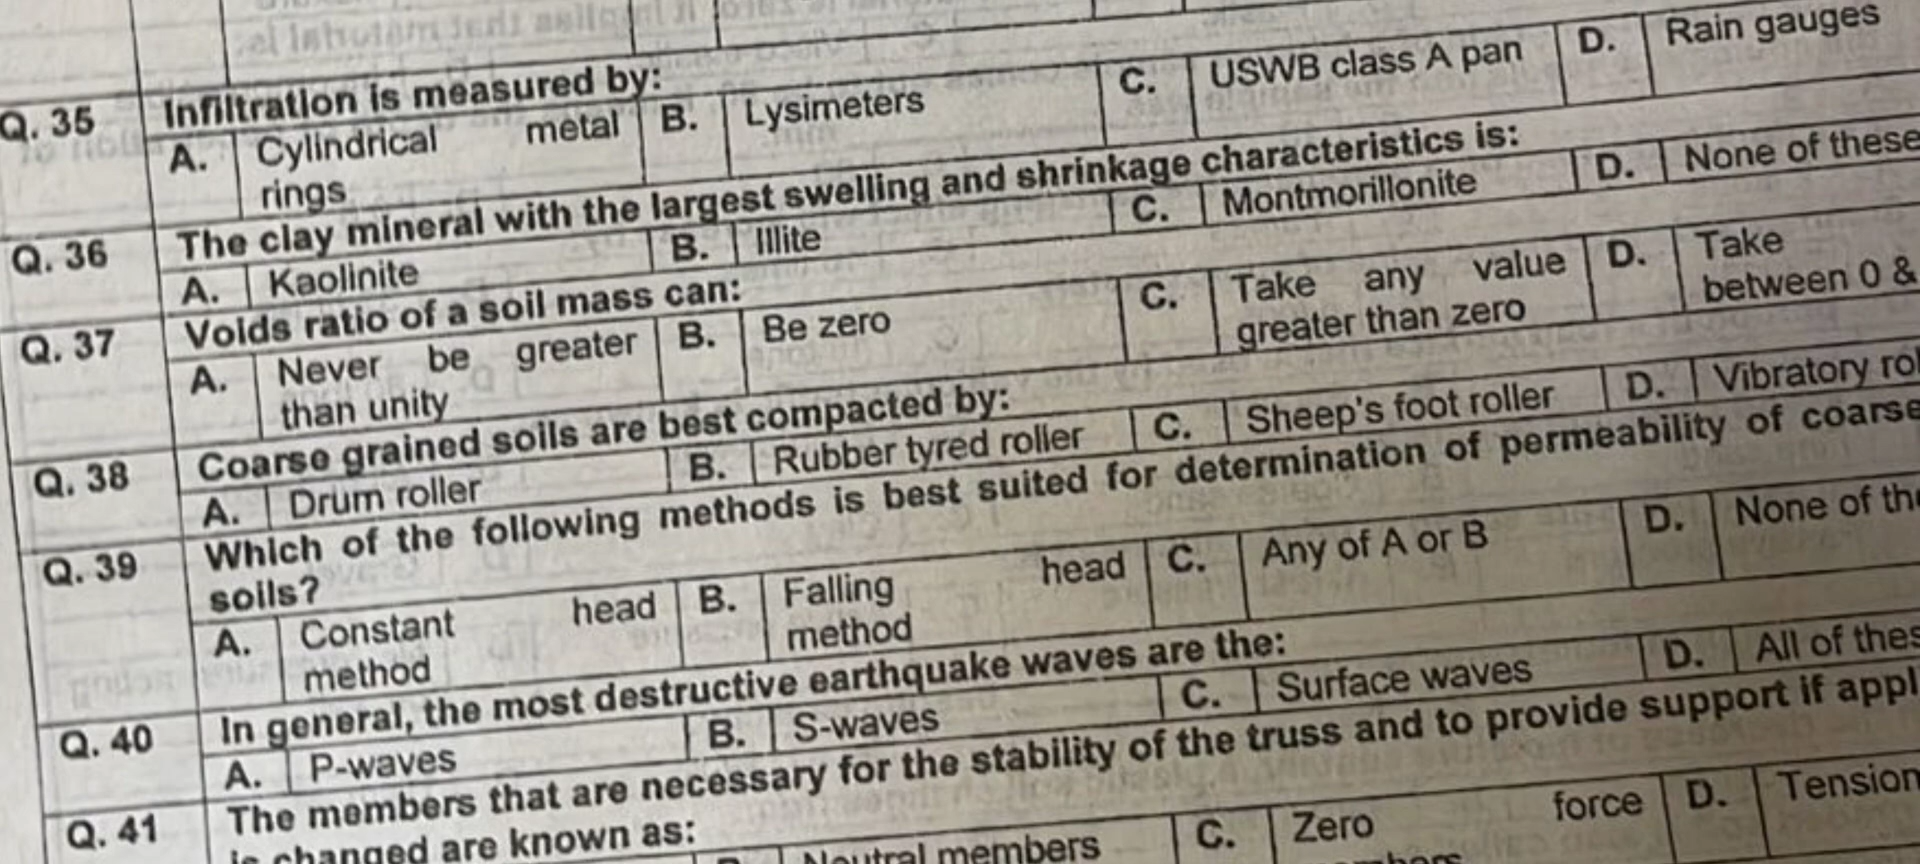 Q. 35 Infiltration is measured by:
A. Cylindrical metal rings B. Lysimeters C. USWB class A pan D. Rain gauges
Q. 36 The clay mineral with the largest swelling and shrinkage characteristics is:
A. Kaolinite B. Illite C. Montmorillonite D. None of these
Q. 37 Voids ratio of a soil mass can:
A. Never be greater than unity B. Be zero C. Take any value greater than zero D. Take between 0 &
Q. 38 Coarse grained soils are best compacted by:
A. Drum roller B. Rubber tyred roller C. Sheep's foot roller D. Vibratory rol
Q. 39 Which of the following methods is best suited for determination of permeability of coarse
soils?
A. Constant head method B. Falling head method C. Any of A or B D. None of the
Q. 40 In general, the most destructive earthquake waves are the:
A. P-waves B. S-waves C. Surface waves D. All of thes
Q. 41 The members that are necessary for the stability of the truss and to provide support if appl
is changed are known as:
Neutral members C. Zero force D. Tension